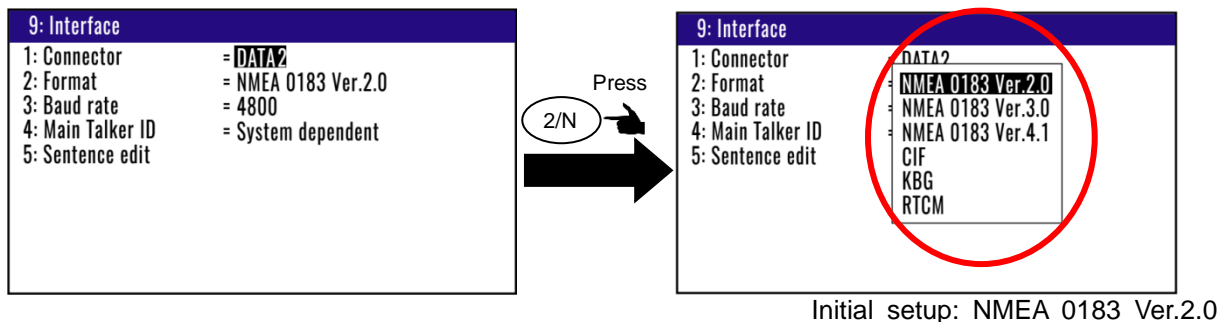 9: Interface
1: Connector = DATA2
2: Format = NMEA 0183 Ver.2.0
3: Baud rate = 4800
4: Main Talker ID = System dependent
5: Sentence edit
Press
2/N
9: Interface
1: Connector = DATA2
2: Format = NMEA 0183 Ver.2.0
3: Baud rate = NMEA 0183 Ver.3.0
4: Main Talker ID = NMEA 0183 Ver.4.1
5: Sentence edit CIF
KBG
RTCM
Initial setup: NMEA 0183 Ver.2.0